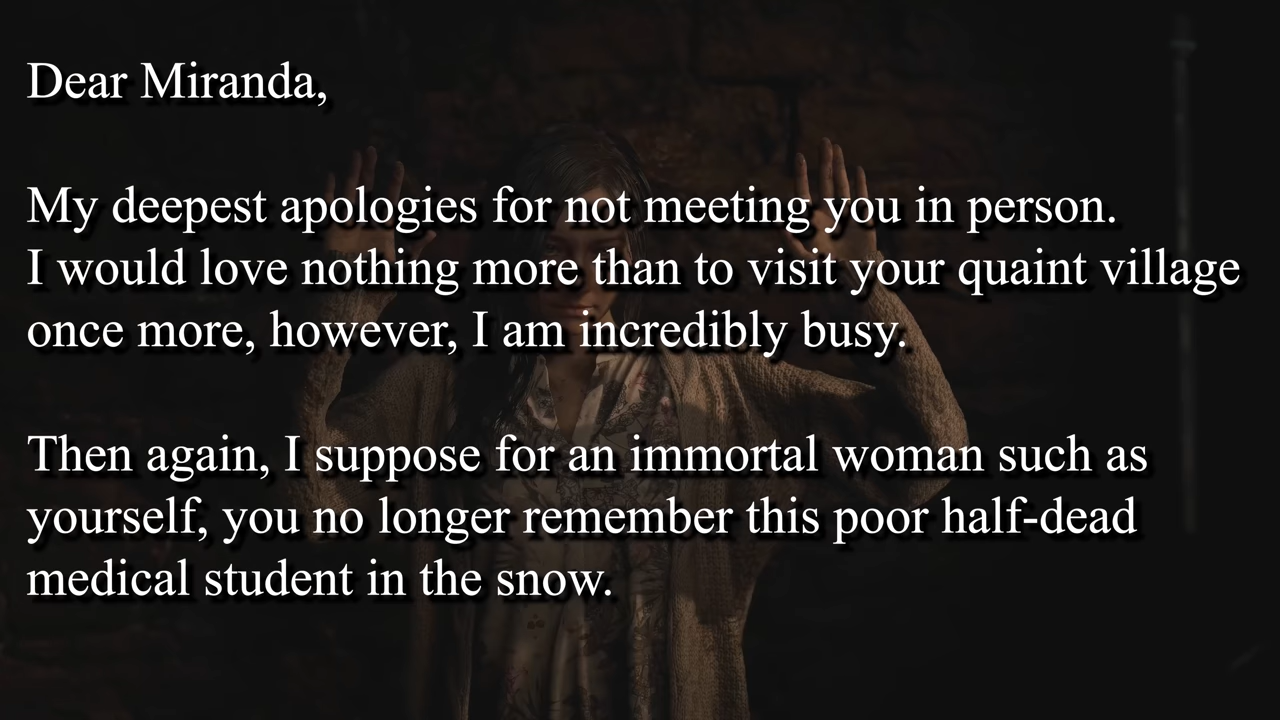 Dear Miranda,
My deepest apologies for not meeting you in person.
I would love nothing more than to visit your quaint village
once more, however, I am incredibly busy.
Then again, I suppose for an immortal woman such as
yourself, you no longer remember this poor half-dead
medical student in the snow.